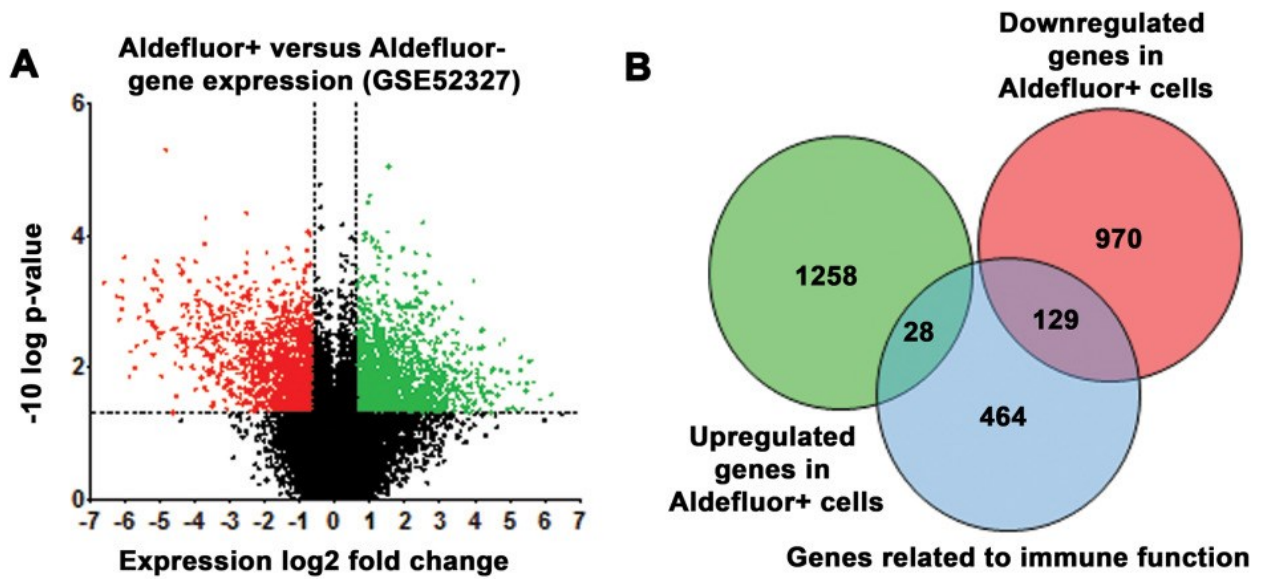 A
Aldefluor+ versus Aldefluor-
gene expression (GSE52327)
-10 log p-value
6
4
2
0
-7 -6 -5 -4 -3 -2 -1 0 1 2 3 4 5 6 7
Expression log2 fold change
B
Downregulated
genes in
Aldefluor+ cells
1258
970
28
129
464
Upregulated
genes in
Aldefluor+ cells
Genes related to immune function